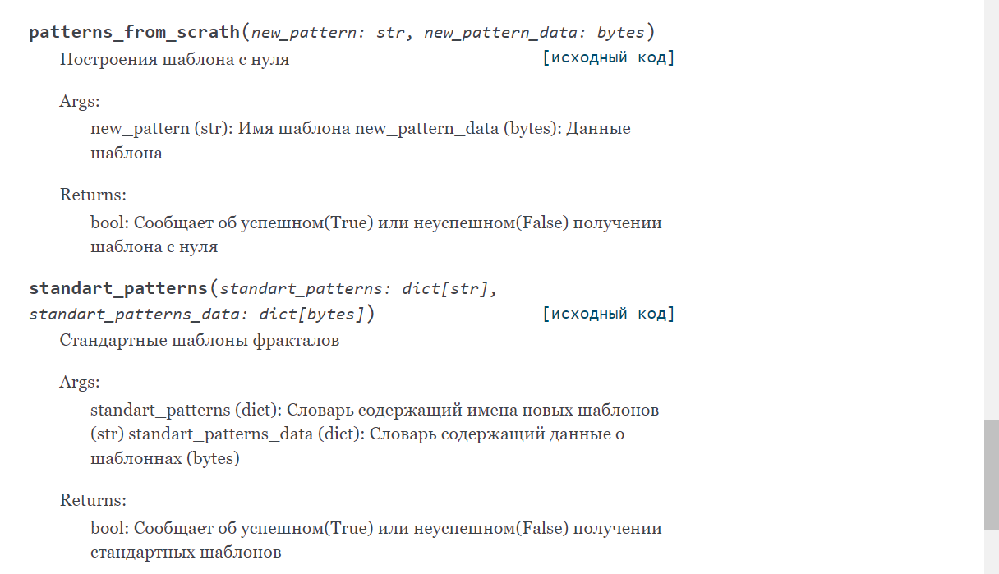 patterns_from_scrath(new_pattern: str, new_pattern_data: bytes)
Построения шаблона с нуля [исходный код]
Args:
new_pattern (str): Имя шаблона new_pattern_data (bytes): Данные
шаблона
Returns:
bool: Сообщает об успешном(True) или неуспешном(False) получении
шаблона с нуля
standart_patterns(standart_patterns: dict[str],
standart_patterns_data: dict[bytes]) [исходный код]
Стандартные шаблоны фракталов
Args:
standart_patterns (dict): Словарь содержащий имена новых шаблонов
(str) standart_patterns_data (dict): Словарь содержащий данные о
шаблоннах (bytes)
Returns:
bool: Сообщает об успешном(True) или неуспешном(False) получении
стандартных шаблонов